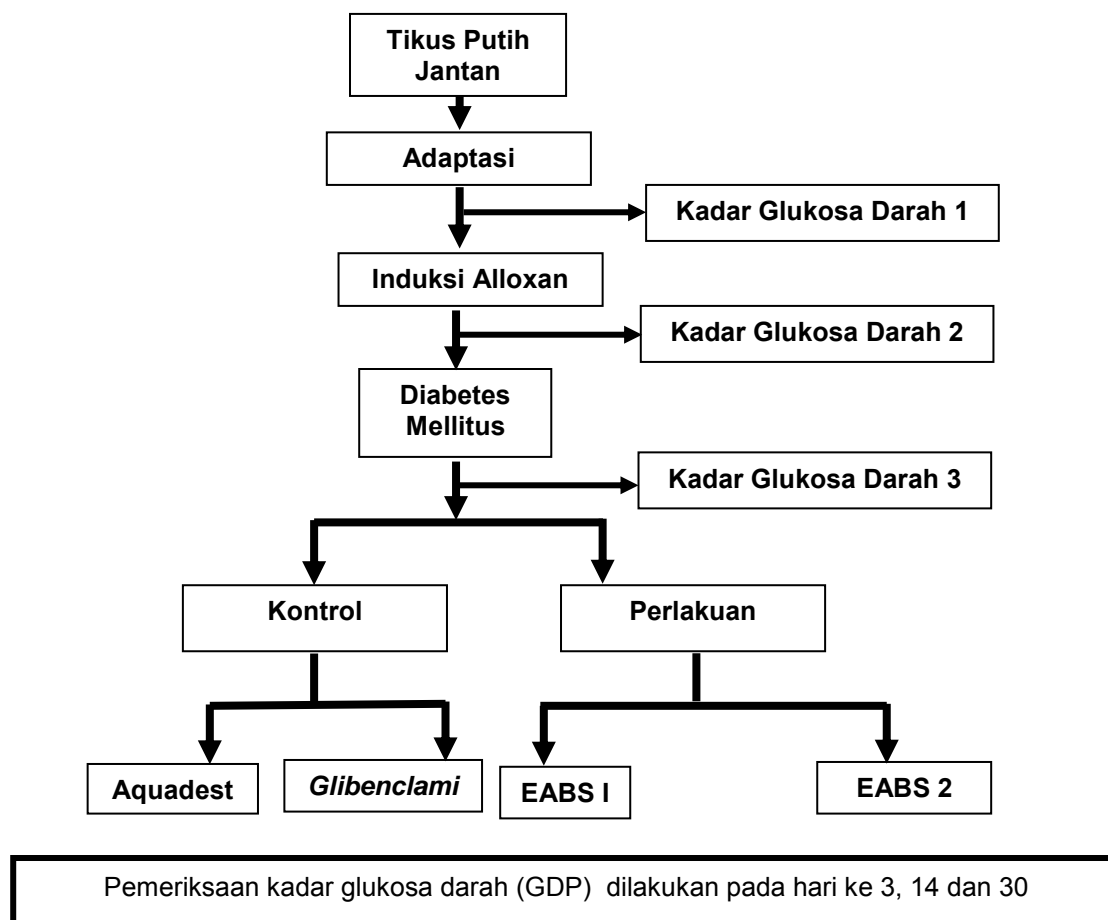 Tikus Putih
Jantan
Adaptasi
Kadar Glukosa Darah 1
Induksi Alloxan
Kadar Glukosa Darah 2
Diabetes
Mellitus
Kadar Glukosa Darah 3
Kontrol
Perlakuan
Aquadest
Glibenclami
EABS I
EABS 2
Pemeriksaan kadar glukosa darah (GDP) dilakukan pada hari ke 3, 14 dan 30